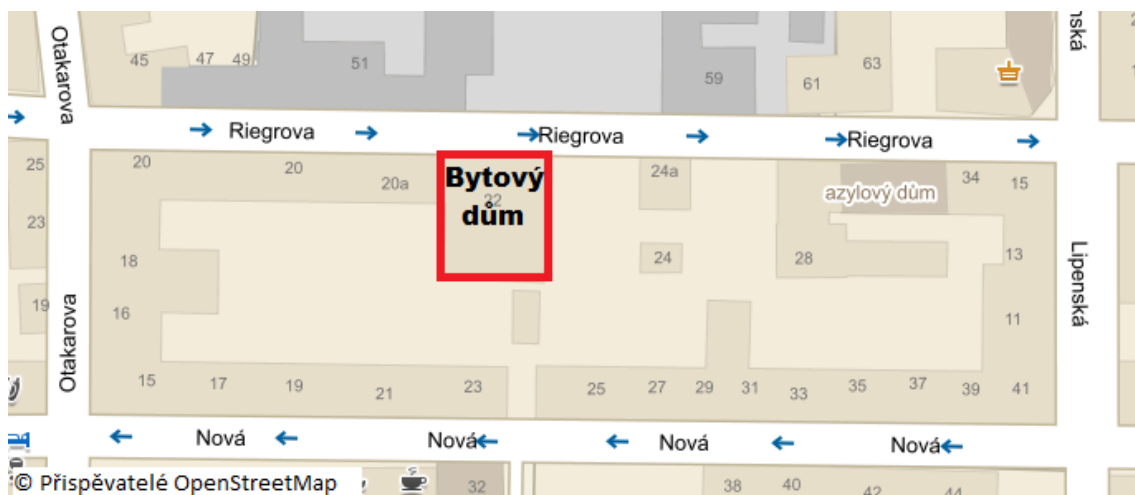 Otakarova
45
47
49
51
59
61
63
nská
Riegrova
Riegrova
Riegrova
25
20
20
20a
Bytový
22
dům
24a
azylový dům
34
15
23
18
24
28
13
19
16
11
Otakarova
Lipenská
15
17
19
21
23
25
27
29
31
33
35
37
39
41
Nová
Nová
Nová
Nová
© Přispěvatelé OpenStreetMap
32
38
40
42
44